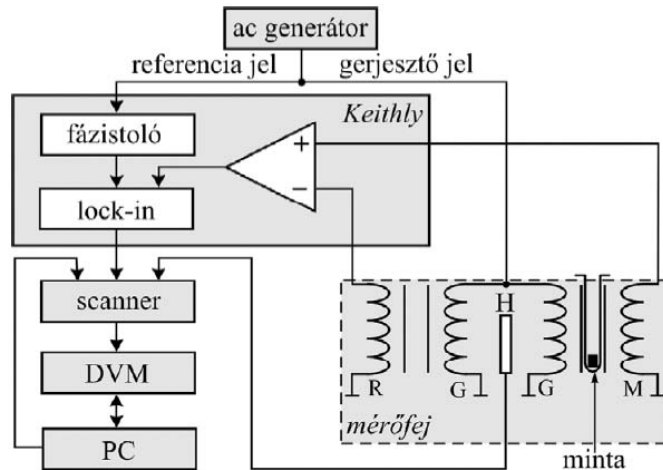 ac generátor
referencia jel
gerjesztő jel
Keithly
fázistoló
+
−
lock-in
scanner
H
DVM
R
G
G
M
mérőfej
PC
minta